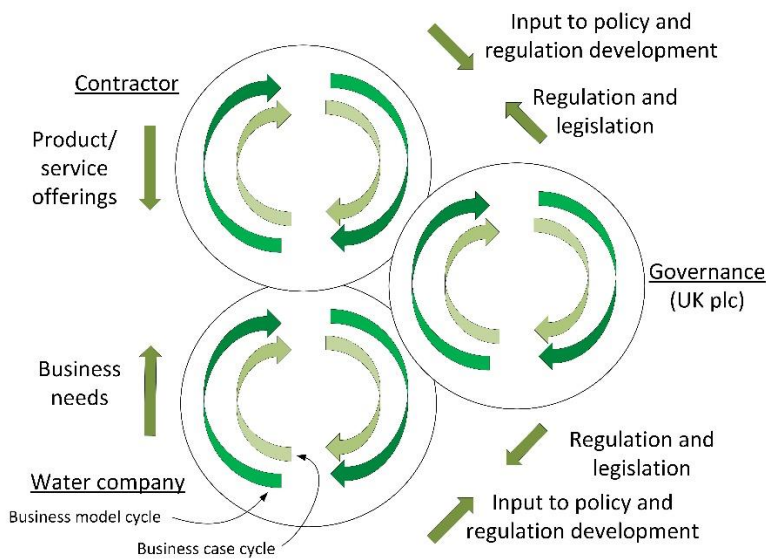 Input to policy and
regulation development
Contractor
Regulation and
legislation
Product/
service
offerings
Governance
(UK plc)
Business
needs
Regulation and
legislation
Water company
Input to policy and
regulation development
Business model cycle
Business case cycle